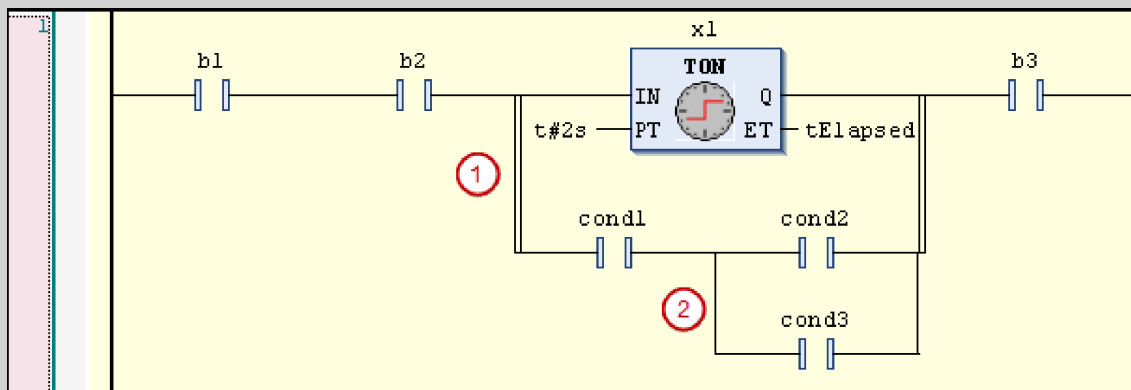 1
x1
b1 b2 TON b3
IN Q
t#2s PT ET tElapsed
1
cond1 cond2
2
cond3